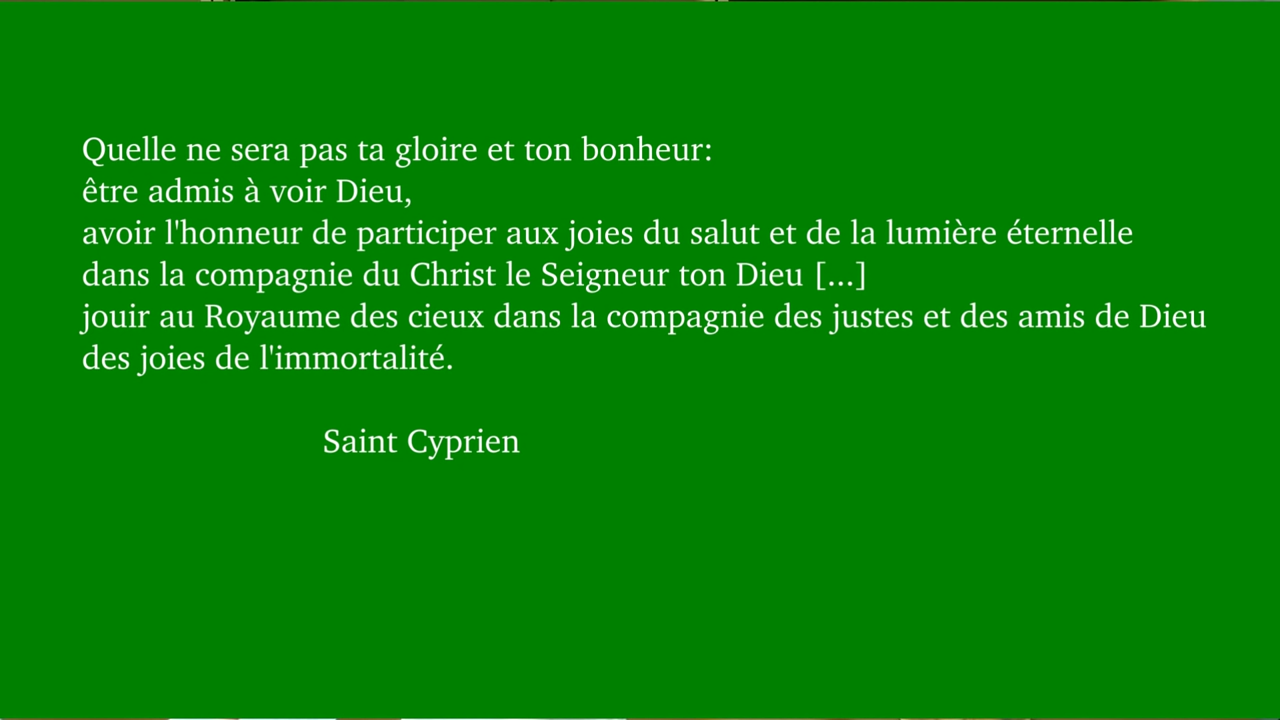 Quelle ne sera pas ta gloire et ton bonheur:
être admis à voir Dieu,
avoir l'honneur de participer aux joies du salut et de la lumière éternelle
dans la compagnie du Christ le Seigneur ton Dieu [...]
jouir au Royaume des cieux dans la compagnie des justes et des amis de Dieu
des joies de l'immortalité.
Saint Cyprien